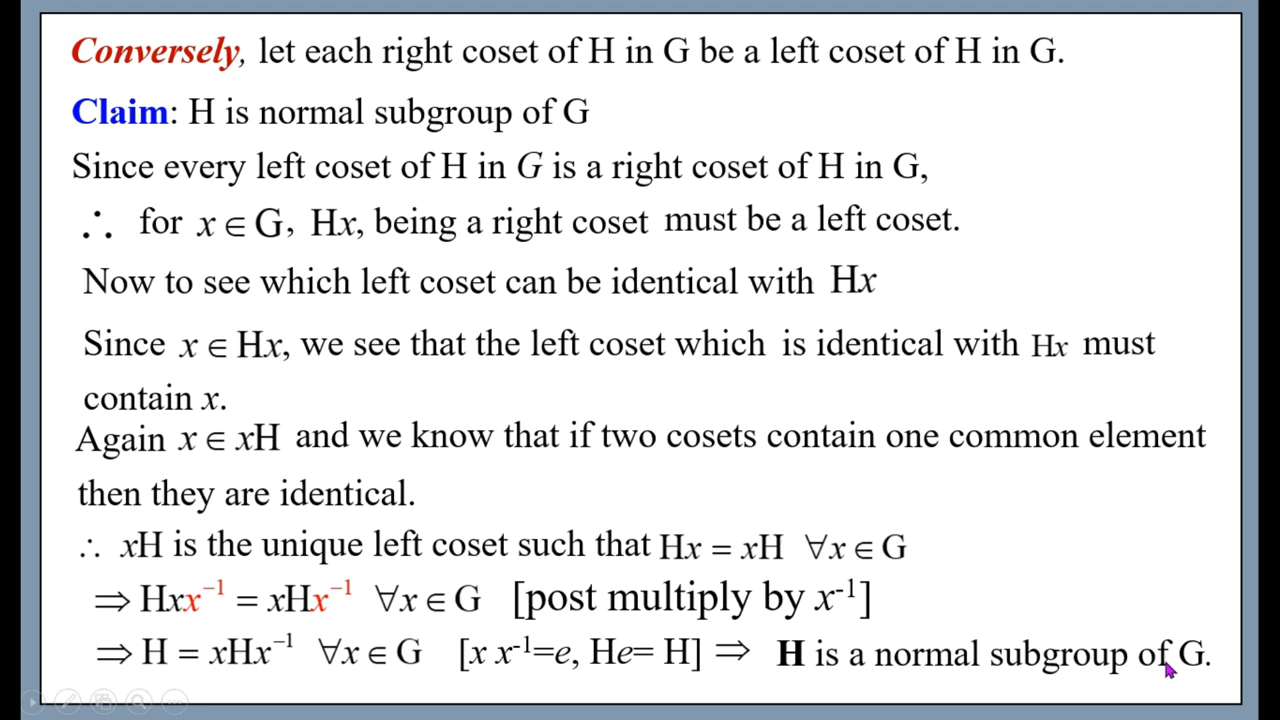 Conversely, let each right coset of H in G be a left coset of H in G.
Claim: H is normal subgroup of G
Since every left coset of H in G is a right coset of H in G,
∴ for x ∈ G, Hx, being a right coset must be a left coset.
Now to see which left coset can be identical with Hx
Since x ∈ Hx, we see that the left coset which is identical with Hx must
contain x.
Again x ∈ xH and we know that if two cosets contain one common element
then they are identical.
∴ xH is the unique left coset such that Hx = xH ∀x ∈ G
⇒ Hxx⁻¹ = xHx⁻¹ ∀x ∈ G [post multiply by x⁻¹]
⇒ H = xHx⁻¹ ∀x ∈ G [x x⁻¹=e, He= H] ⇒ H is a normal subgroup of G.